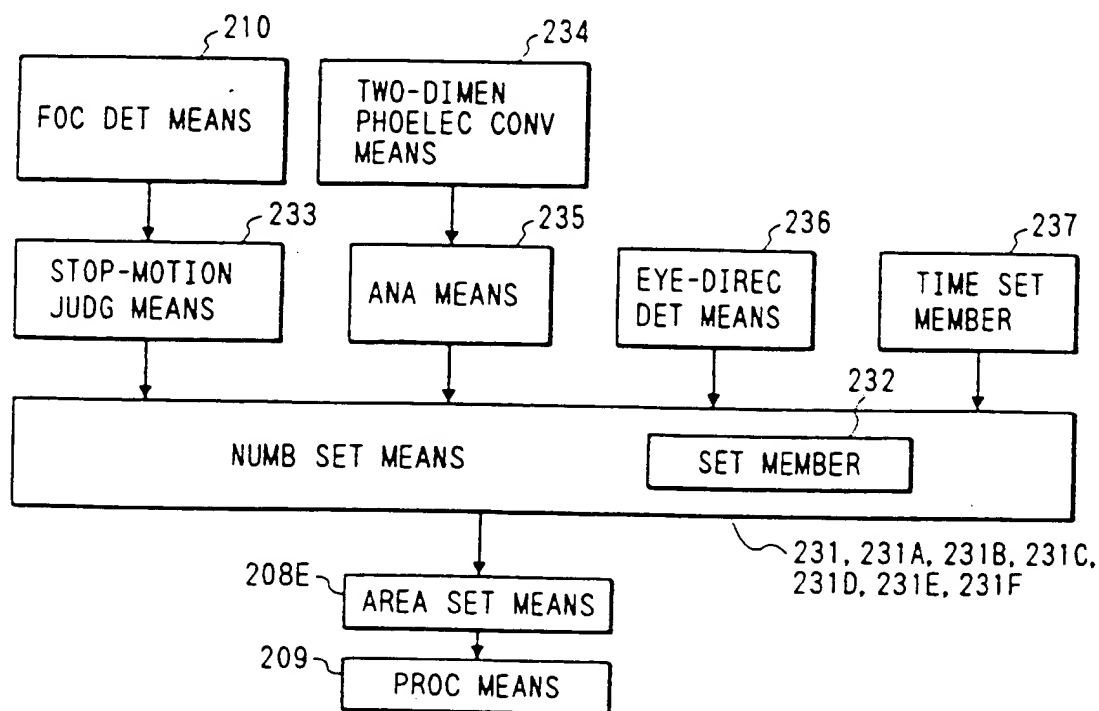 210
234
FOC DET MEANS
TWO-DIMEN
PHOELEC CONV
MEANS
233
235
236
237
STOP-MOTION
JUDG MEANS
ANA MEANS
EYE-DIREC
DET MEANS
TIME SET
MEMBER
232
NUMB SET MEANS
SET MEMBER
231, 231A, 231B, 231C,
231D, 231E, 231F
208E
AREA SET MEANS
209
PROC MEANS